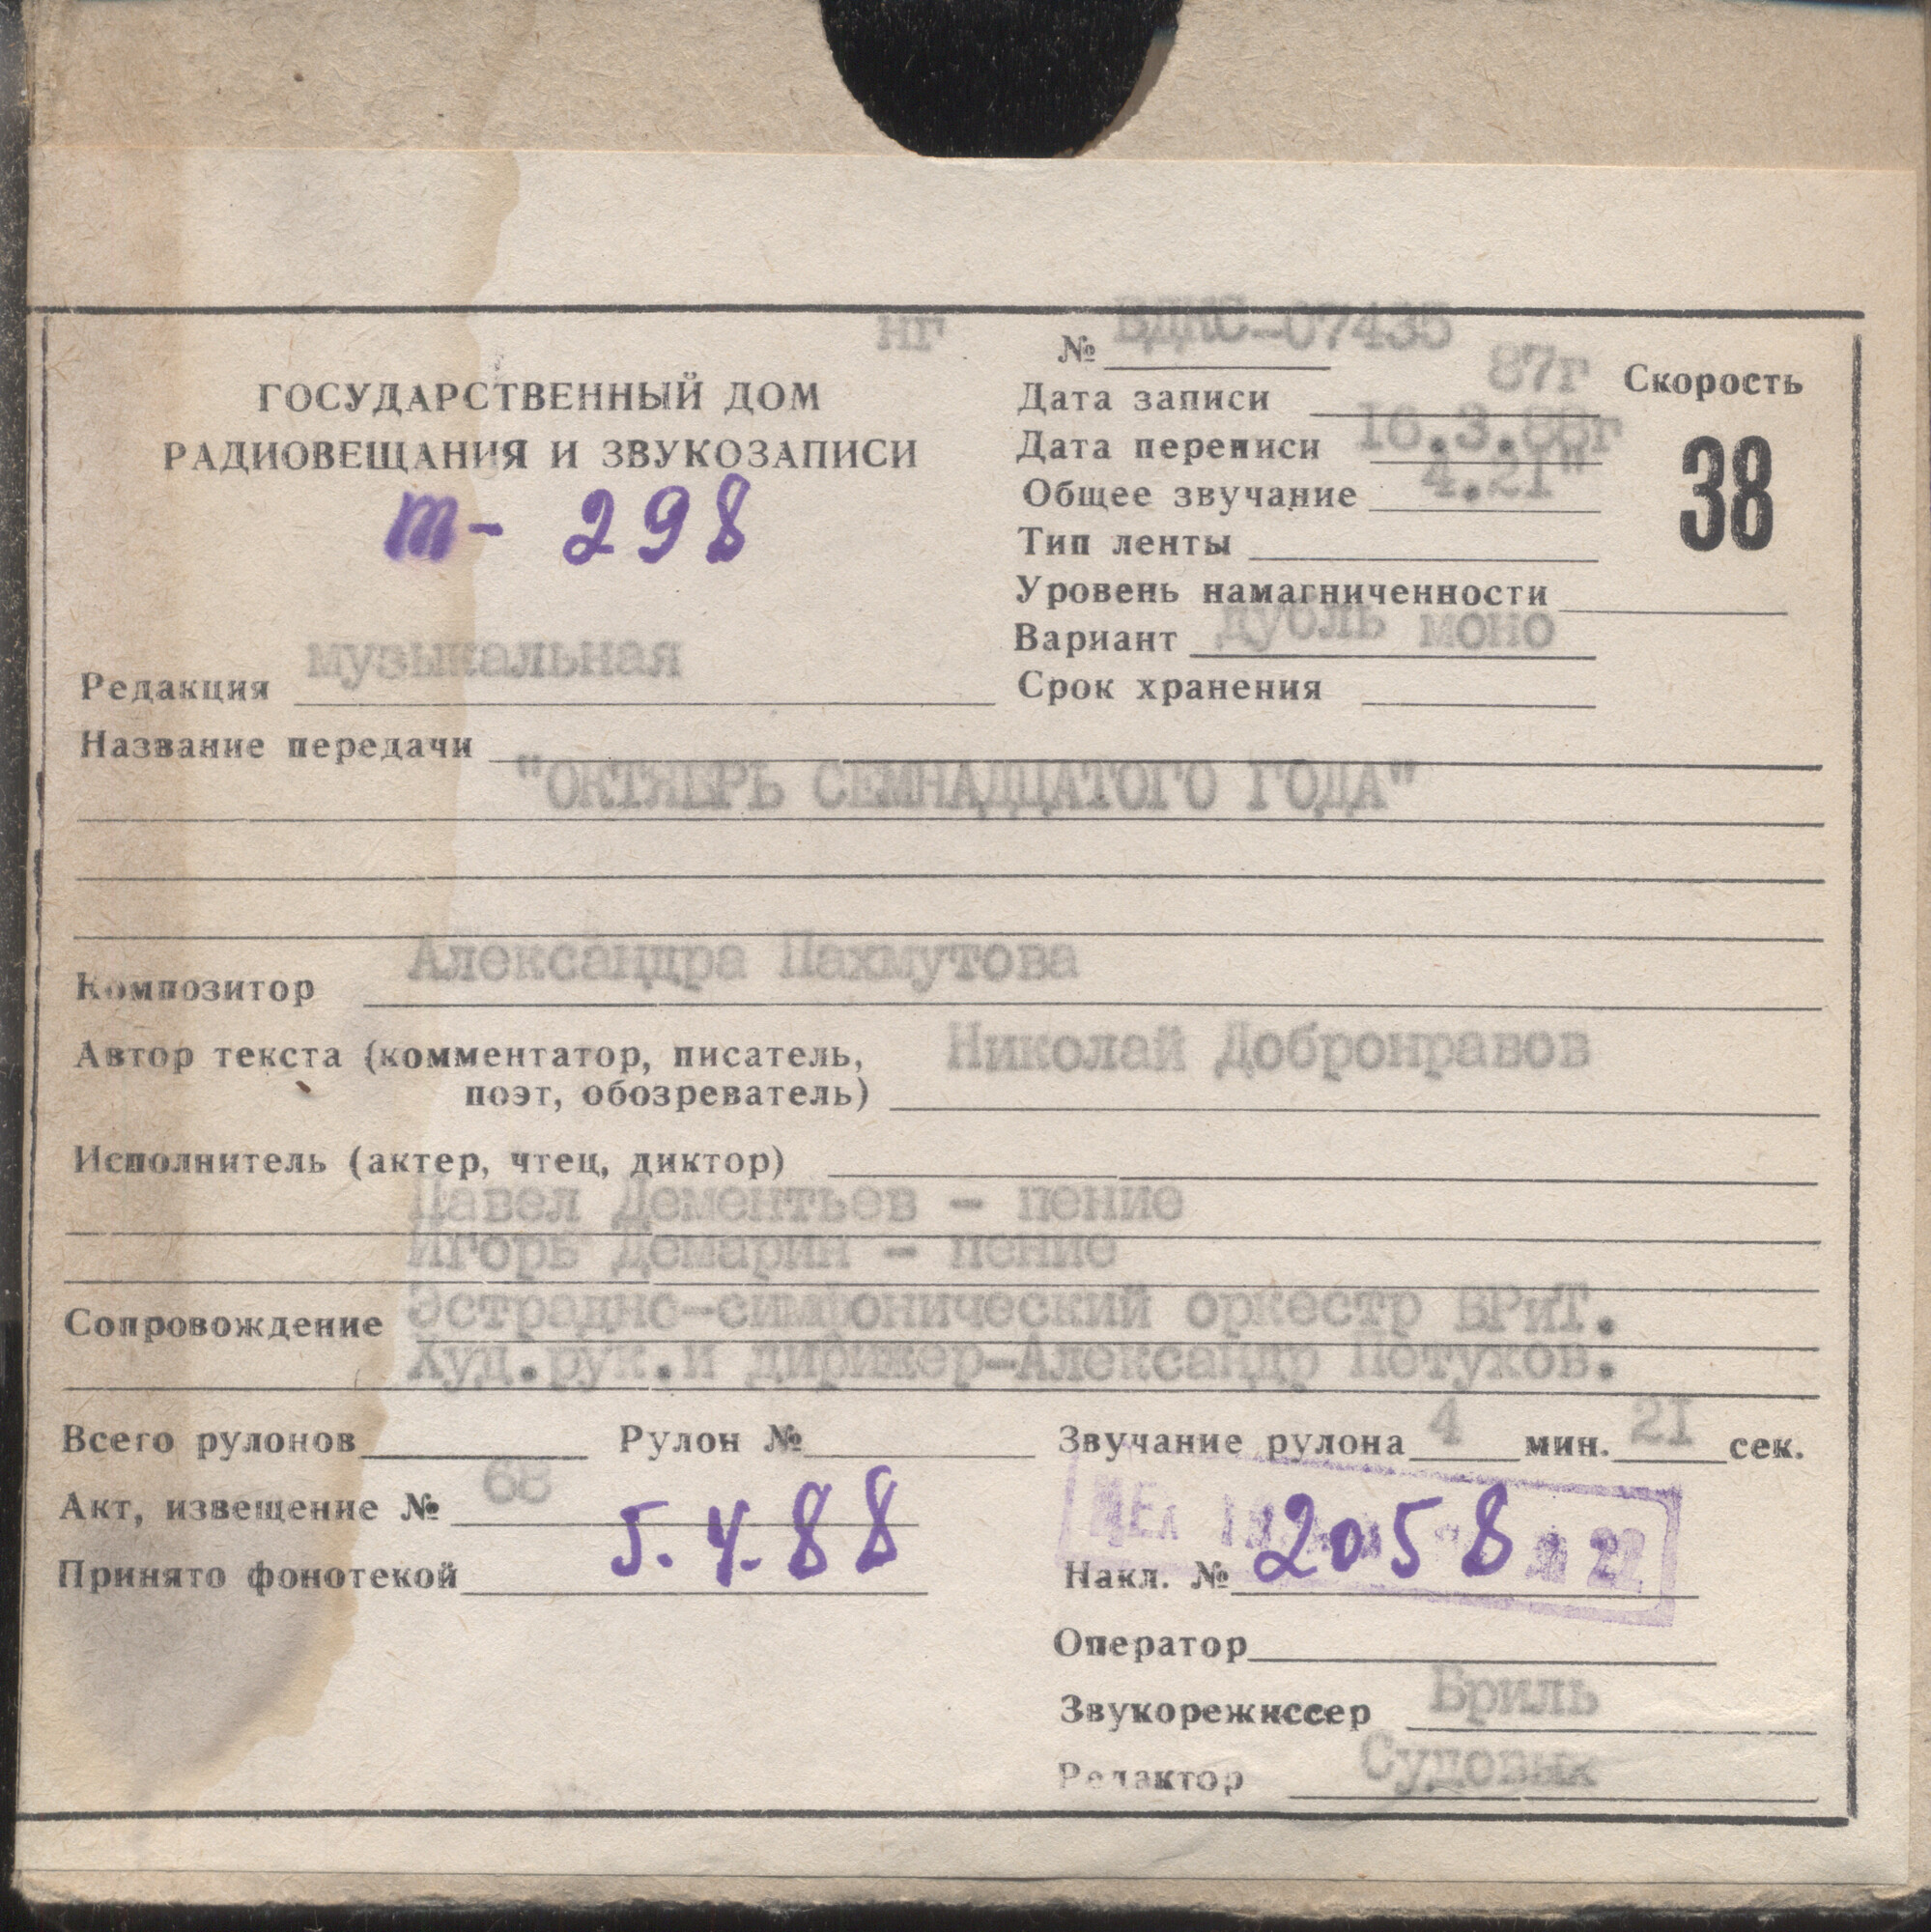 нг № ВДКС-07435
Дата записи 87г Скорость
ГОСУДАРСТВЕННЫЙ ДОМ
РАДИОВЕЩАНИЯ И ЗВУКОЗАПИСИ
Дата переписи 16.3.88г
38
Общее звучание 4.2I"
т- 298
Тип ленты
Уровень намагниченности
Вариант дубль моно
Редакция музыкальная
Срок хранения
Название передачи
"ОКТЯБРЬ СЕМНАДЦАТОГО ГОДА"
Композитор Александра Пахмутова
Автор текста (комментатор, писатель, Николай Добронравов
поэт, обозреватель)
Исполнитель (актер, чтец, диктор)
Павел Дементьев - пение
Игорь Демарин - пение
Сопровождение Эстрадно-симфонический оркестр БРиТ.
Худ.рук.и дирижер-Александр Петухов.
Всего рулонов Рулон № Звучание рулона 4 мин. 2I сек.
Акт, извещение № 68
Принято фонотекой 5.4.88 Накл. № 2058
Оператор
Звукорежиссер Бриль
Редактор Судовык